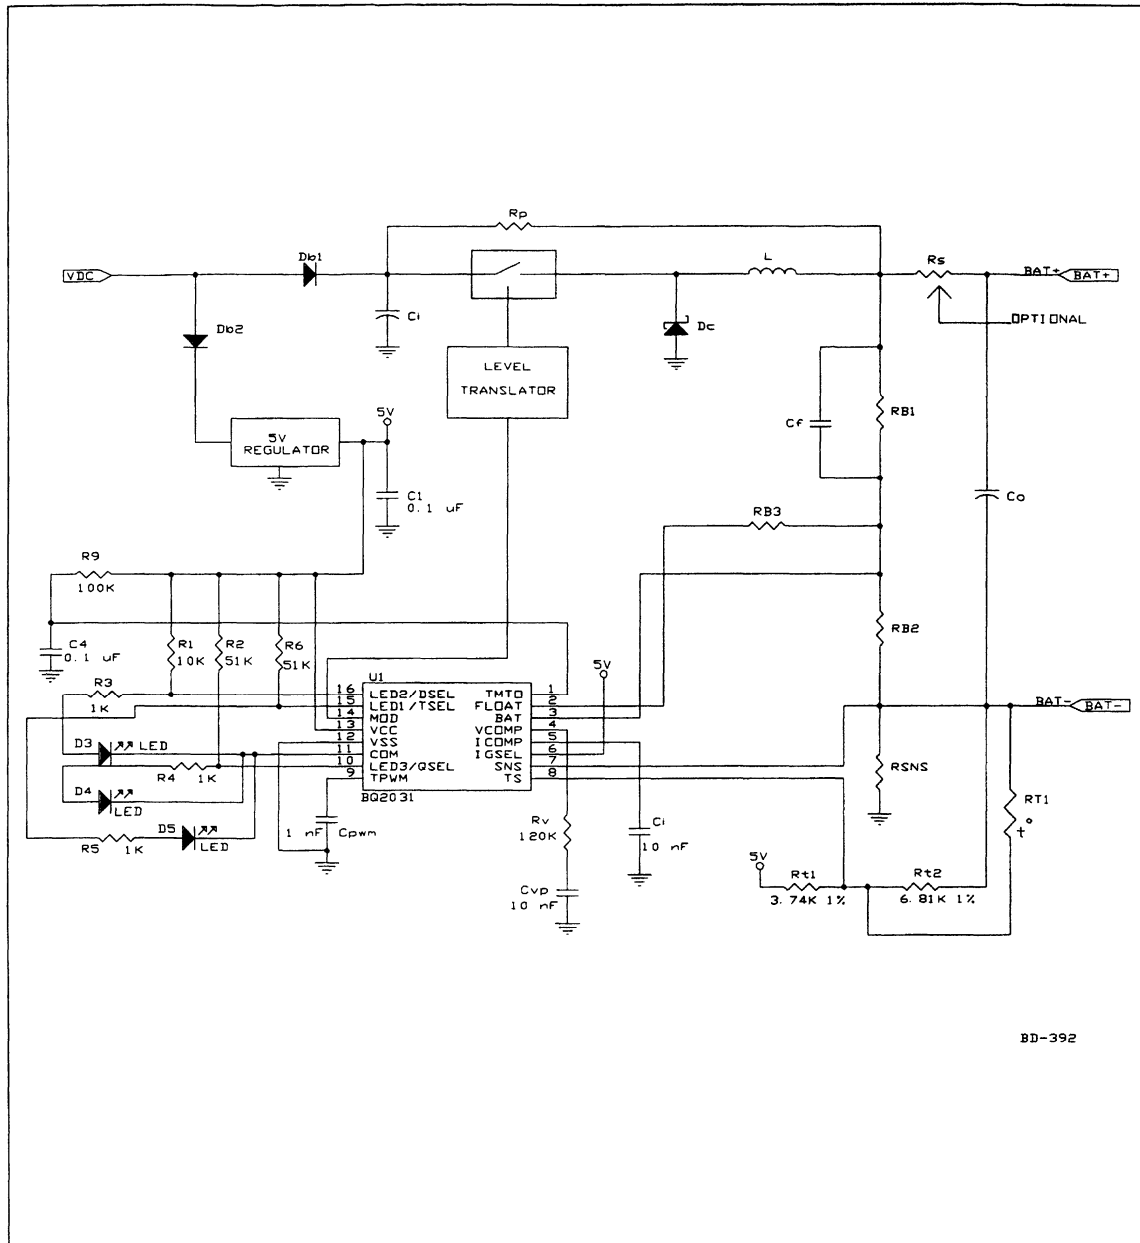 Rp
VDC
Db1
L
Rs
BAT+
BAT+
OPTIONAL
Ci
Db2
Dc
LEVEL
TRANSLATOR
5V
REGULATOR
5V
C1
0.1 uF
Cf
RB1
Co
RB3
R9
100K
C4
0.1 uF
R1
10K
R2
51K
R6
51K
RB2
R3
1K
U1
5V
BAT-
BAT-
16 LED2/DSEL TMTO 1
15 LED1/TSEL FLOAT 2
14 MOD BAT 3
13 VCC VCOMP 4
12 VSS ICOMP 5
11 COM IGSEL 6
10 LED3/QSEL SNS 7
9 TPWM TS 8
BQ2031
D3
LED
R4
1K
D4
LED
D5
LED
R5
1K
1 nF
Cpwm
Rv
120K
Ci
10 nF
Cvp
10 nF
RSNS
RT1
t°
5V
Rt1
3.74K 1%
Rt2
6.81K 1%
BD-392